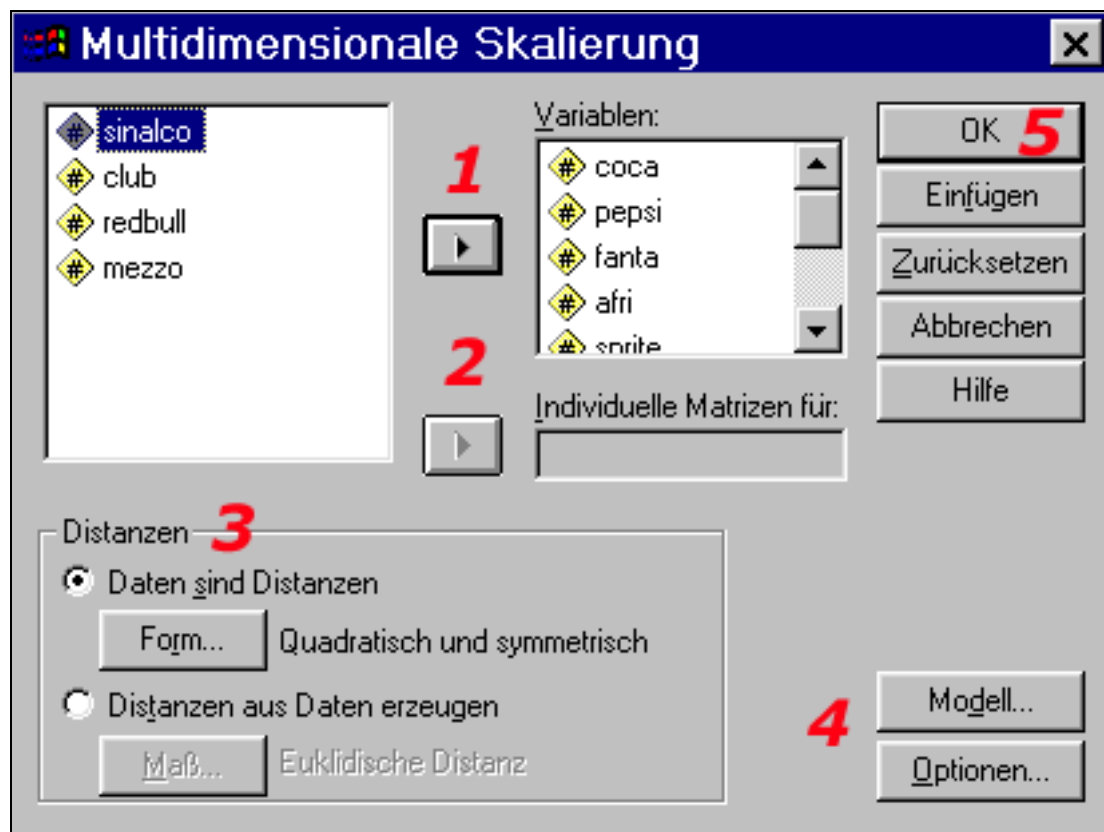 Multidimensionale Skalierung
sinalco
club
redbull
mezzo
1
2
Variablen:
coca
pepsi
fanta
afri
sprite
Individuelle Matrizen für:
OK 5
Einfügen
Zurücksetzen
Abbrechen
Hilfe
Distanzen 3
Daten sind Distanzen
Form... Quadratisch und symmetrisch
Distanzen aus Daten erzeugen
Maß... Euklidische Distanz
4
Modell...
Optionen...